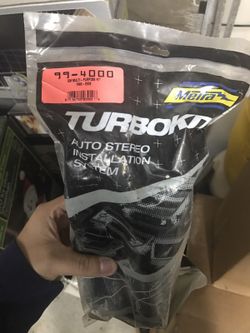 99-4000
Metra
TURBOKIT
AUTO STEREO
INSTALLATION
SYSTEM